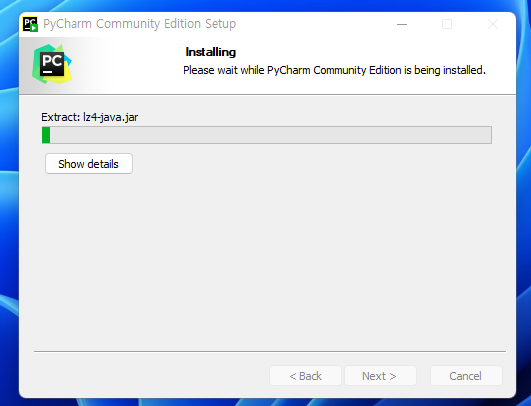 PC
PyCharm Community Edition Setup
PC
Installing
Please wait while PyCharm Community Edition is being installed.
Extract: lz4-java.jar
Show details
< Back
Next >
Cancel